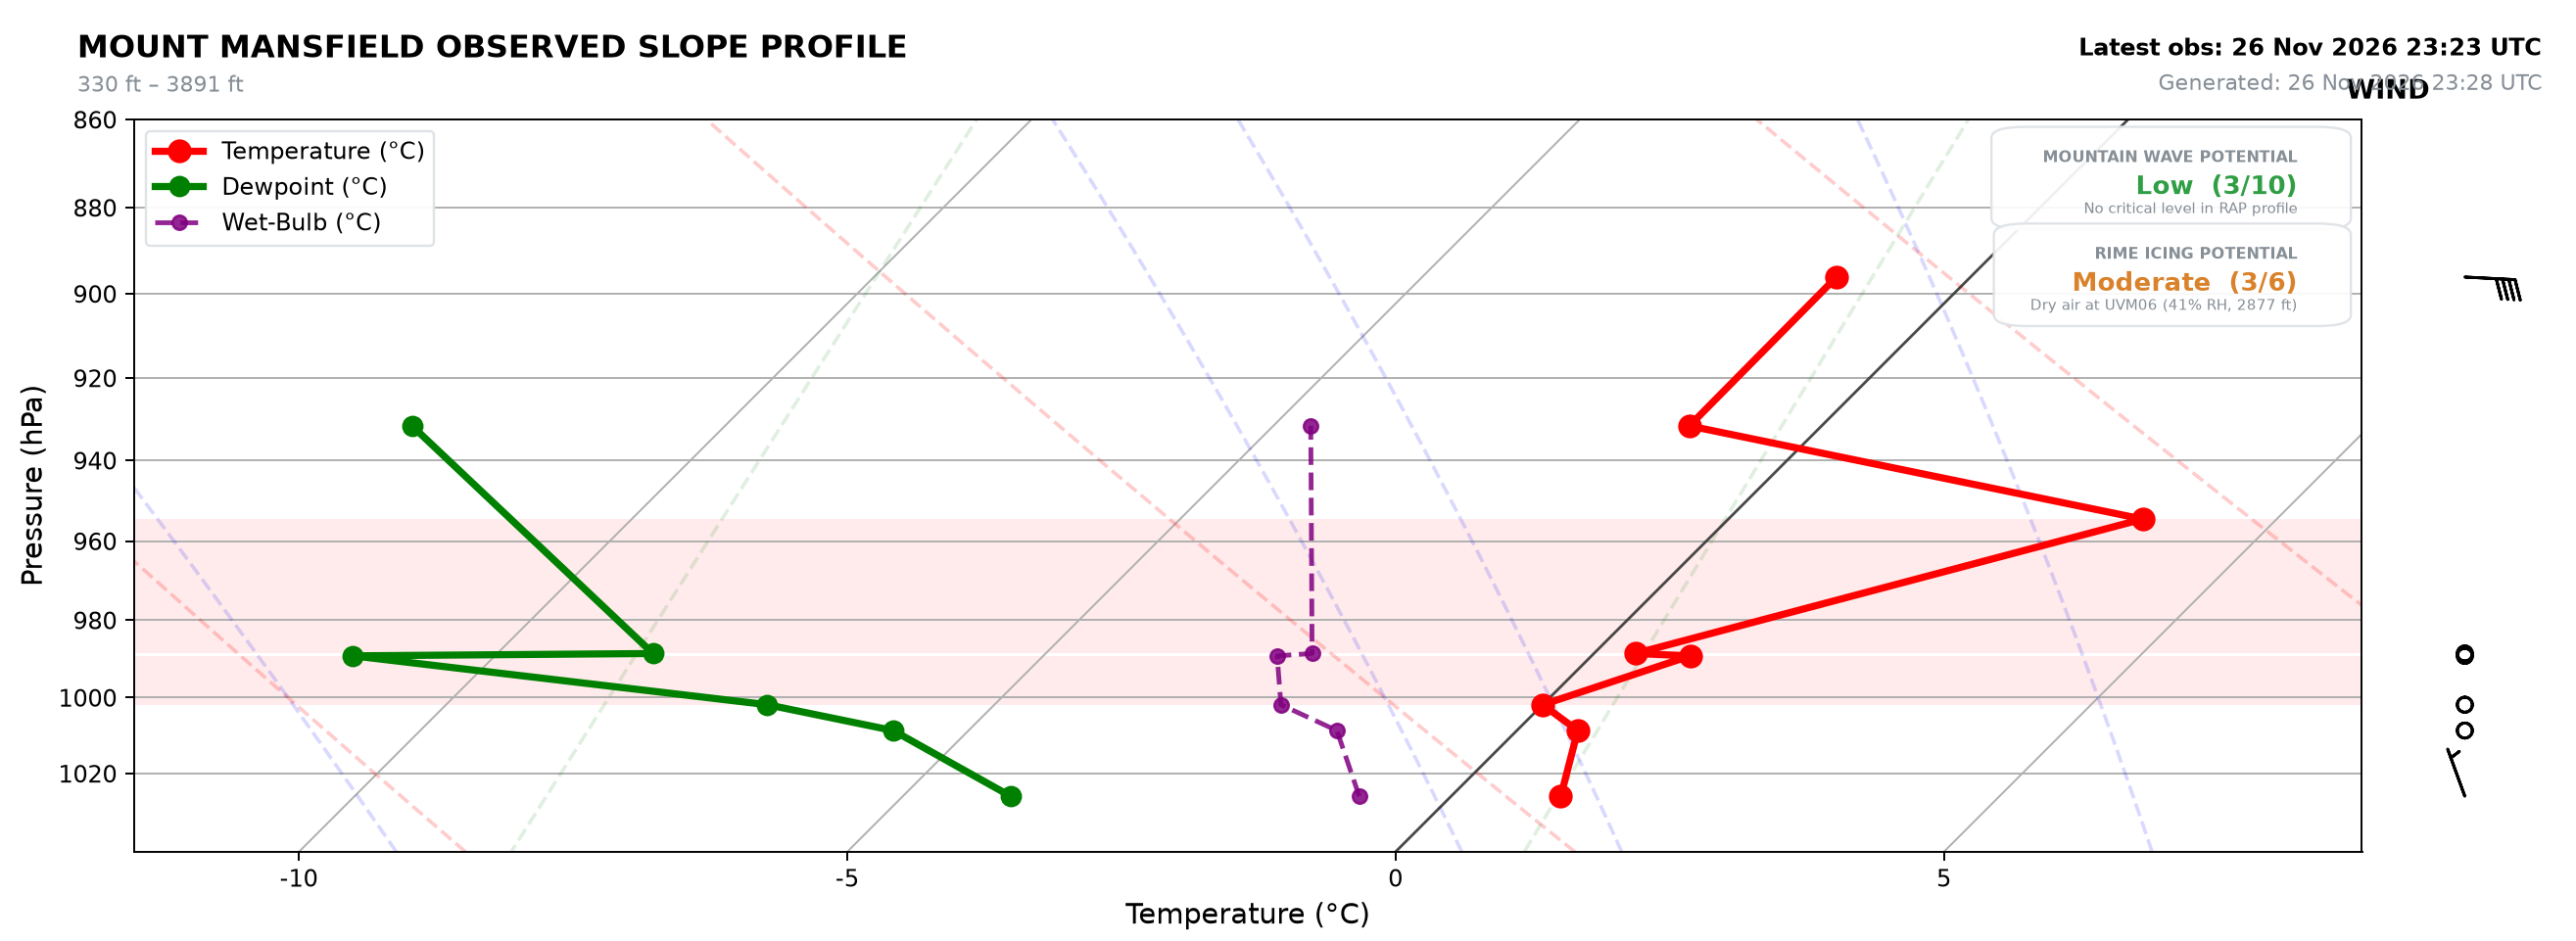 MOUNT MANSFIELD OBSERVED SLOPE PROFILE
330 ft – 3891 ft
Latest obs: 26 Nov 2026 23:23 UTC
Generated: 26 Nov 2026 23:28 UTC
WIND
Temperature (°C)
Dewpoint (°C)
Wet-Bulb (°C)
MOUNTAIN WAVE POTENTIAL
Low (3/10)
No critical level in RAP profile
RIME ICING POTENTIAL
Moderate (3/6)
Dry air at UVM06 (41% RH, 2877 ft)
Pressure (hPa)
860
880
900
920
940
960
980
1000
1020
-10
-5
0
5
Temperature (°C)